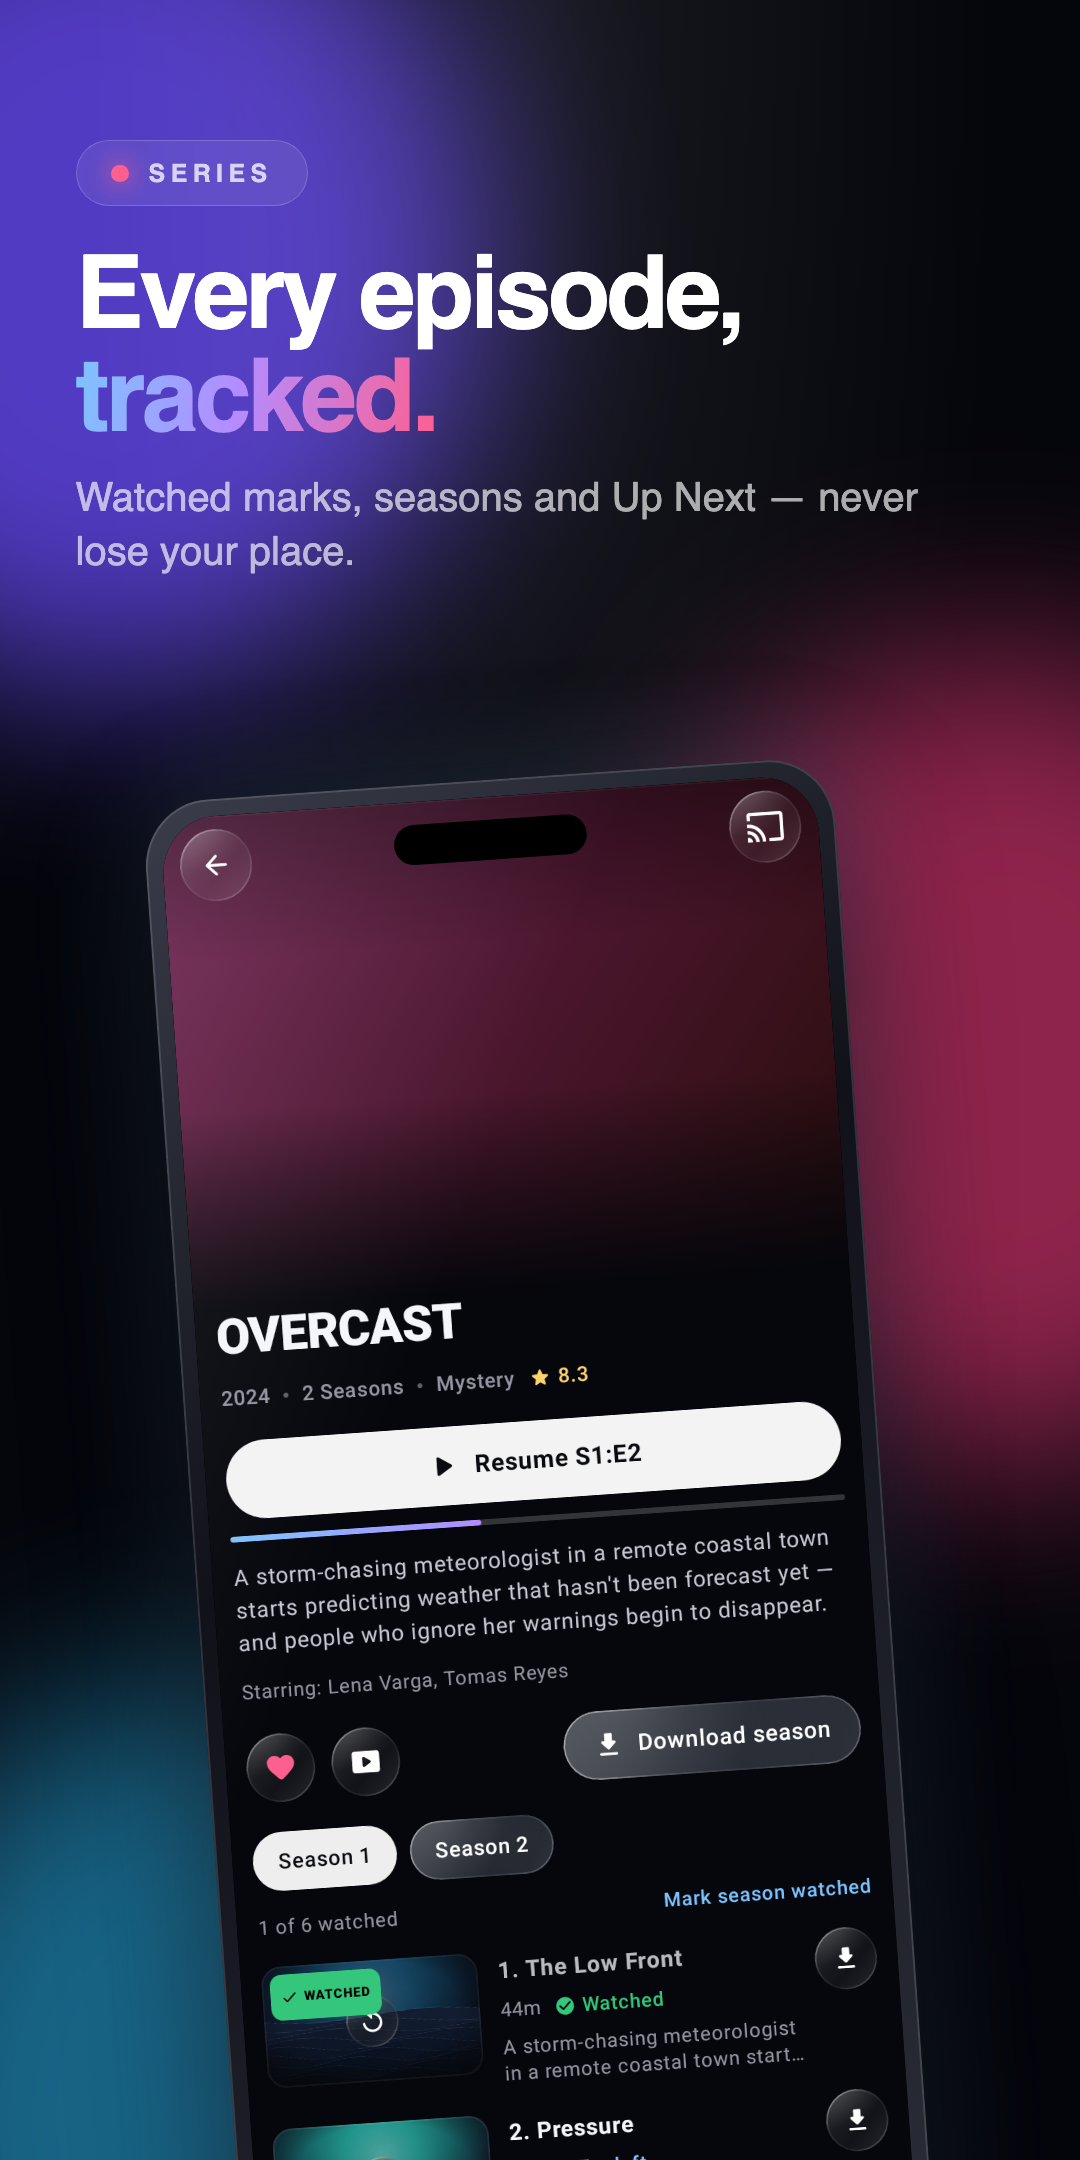 SERIES
Every episode,
tracked.
Watched marks, seasons and Up Next — never
lose your place.
OVERCAST
2024 • 2 Seasons • Mystery ★ 8.3
Resume S1:E2
A storm-chasing meteorologist in a remote coastal town
starts predicting weather that hasn't been forecast yet —
and people who ignore her warnings begin to disappear.
Starring: Lena Varga, Tomas Reyes
Download season
Season 1 Season 2
1 of 6 watched Mark season watched
WATCHED
1. The Low Front
44m Watched
A storm-chasing meteorologist
in a remote coastal town start…
2. Pressure